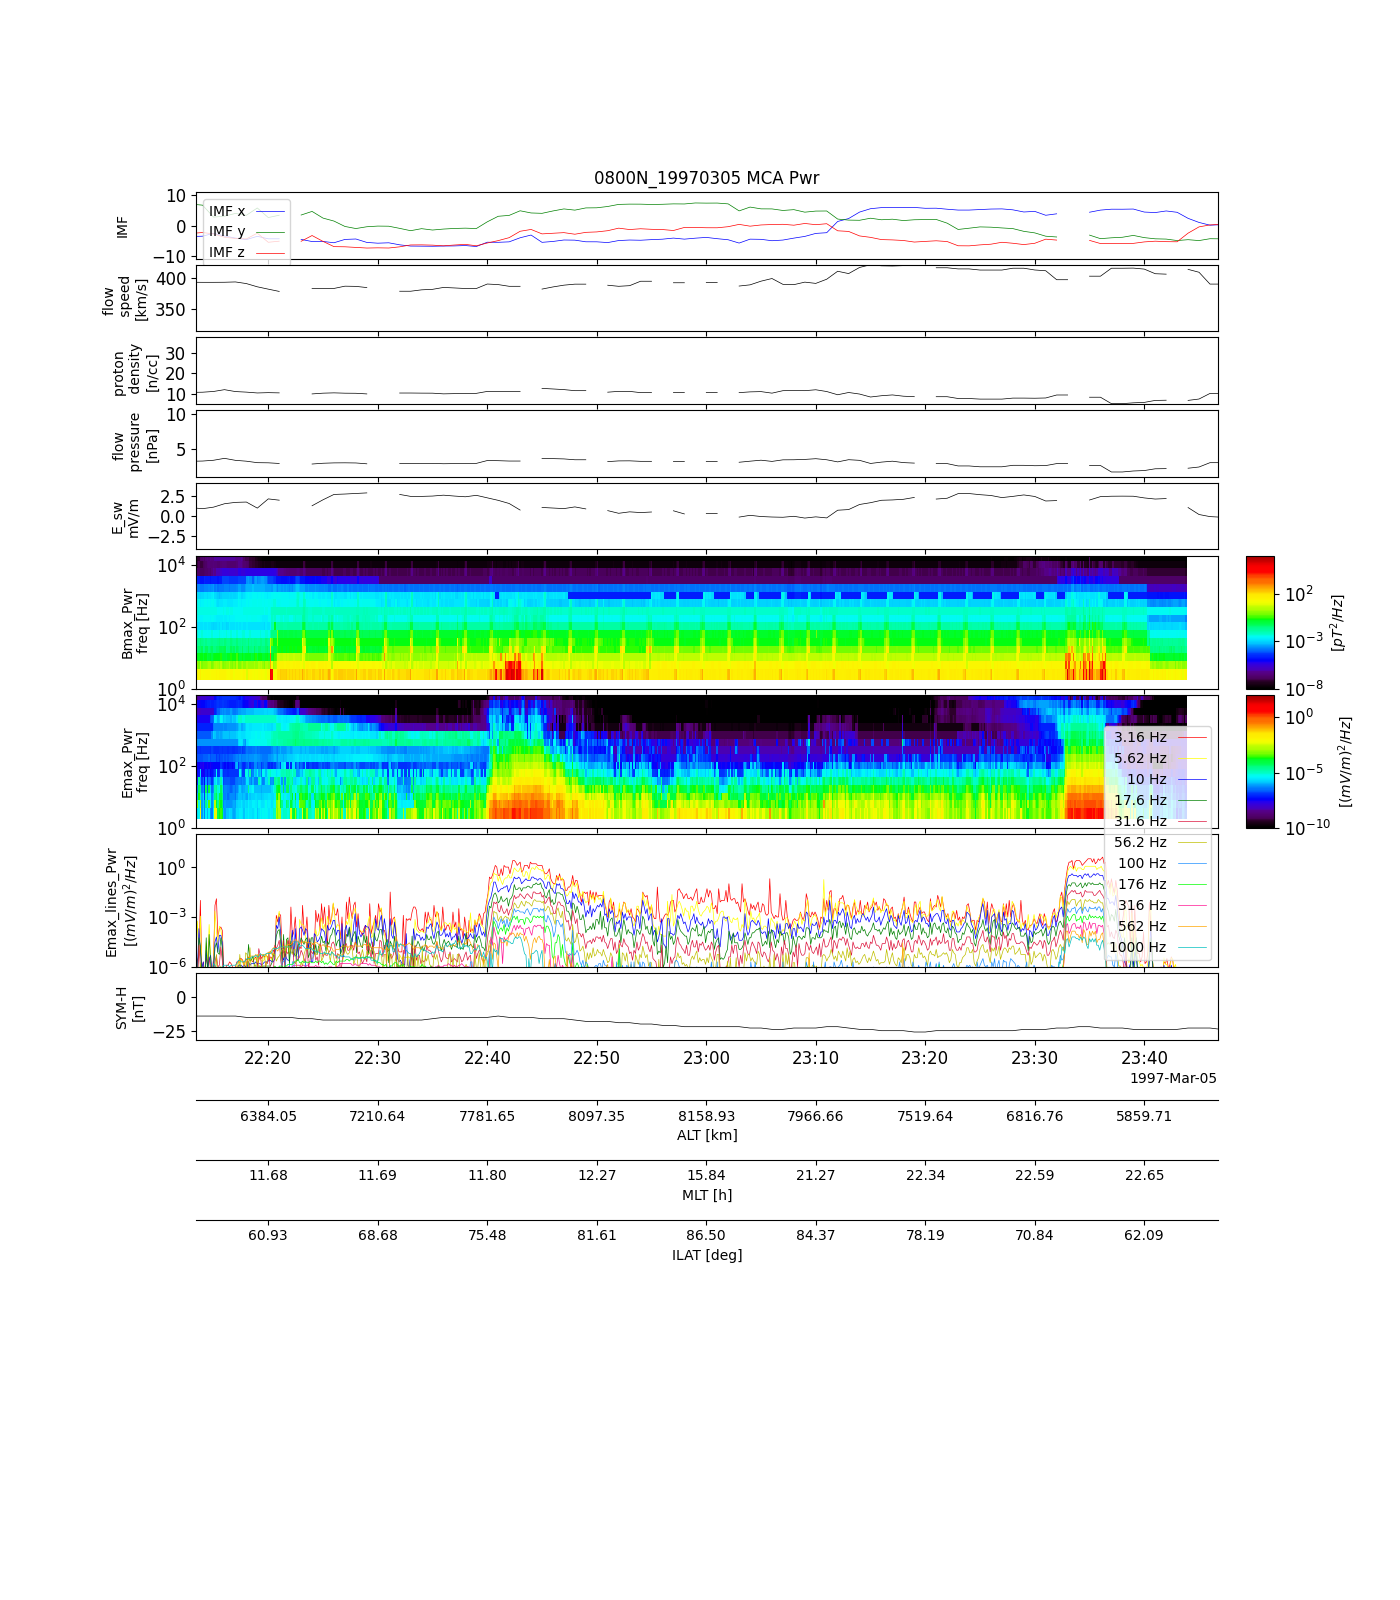 0800N_19970305 MCA Pwr
10
0
−10
IMF
IMF x
IMF y
IMF z
400
350
flow
speed
[km/s]
30
20
10
proton
density
[n/cc]
10
5
flow
pressure
[nPa]
2.5
0.0
−2.5
E_sw
mV/m
10^4
10^2
10^0
Bmax_Pwr
freq [Hz]
10^2
10^−3
10^−8
[pT^2/Hz]
10^4
10^2
10^0
Emax_Pwr
freq [Hz]
10^0
10^−5
10^−10
[(mV/m)^2/Hz]
3.16 Hz
5.62 Hz
10 Hz
17.6 Hz
31.6 Hz
56.2 Hz
100 Hz
176 Hz
316 Hz
562 Hz
1000 Hz
10^0
10^−3
10^−6
Emax_lines_Pwr
[(mV/m)^2/Hz]
0
−25
SYM-H
[nT]
22:20 22:30 22:40 22:50 23:00 23:10 23:20 23:30 23:40
1997-Mar-05
6384.05 7210.64 7781.65 8097.35 8158.93 7966.66 7519.64 6816.76 5859.71
ALT [km]
11.68 11.69 11.80 12.27 15.84 21.27 22.34 22.59 22.65
MLT [h]
60.93 68.68 75.48 81.61 86.50 84.37 78.19 70.84 62.09
ILAT [deg]